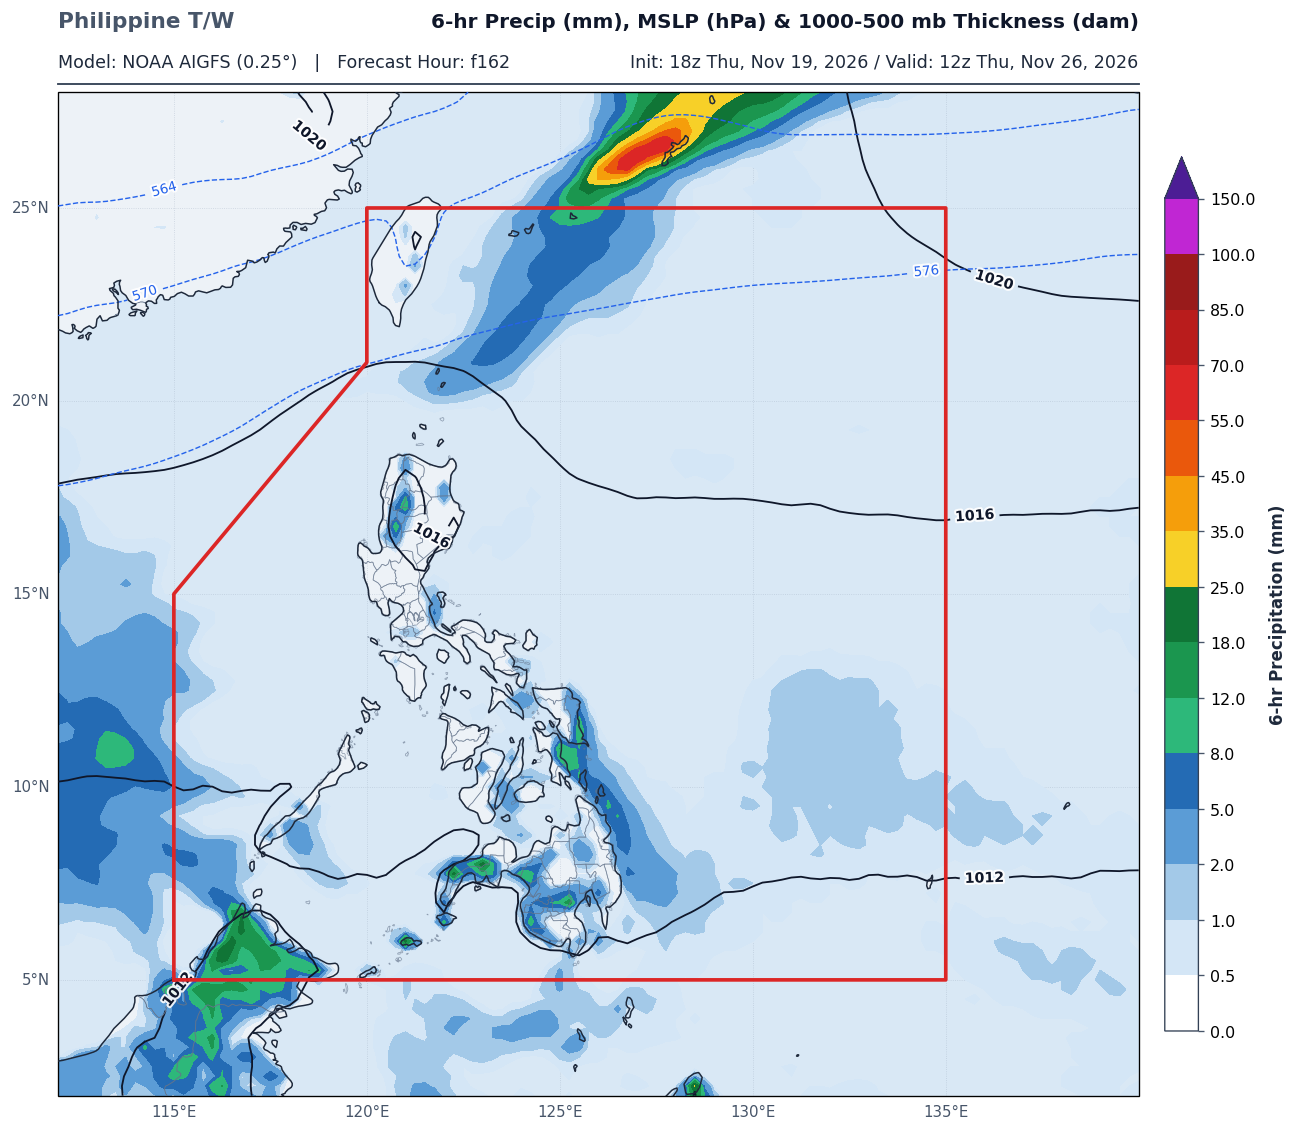 Philippine T/W
6-hr Precip (mm), MSLP (hPa) & 1000-500 mb Thickness (dam)
Model: NOAA AIGFS (0.25°) | Forecast Hour: f162
Init: 18z Thu, Nov 19, 2026 / Valid: 12z Thu, Nov 26, 2026
1020
564
570
576
1020
1016
1016
1012
1012
25°N
20°N
15°N
10°N
5°N
115°E
120°E
125°E
130°E
135°E
150.0
100.0
85.0
70.0
55.0
45.0
35.0
25.0
18.0
12.0
8.0
5.0
2.0
1.0
0.5
0.0
6-hr Precipitation (mm)